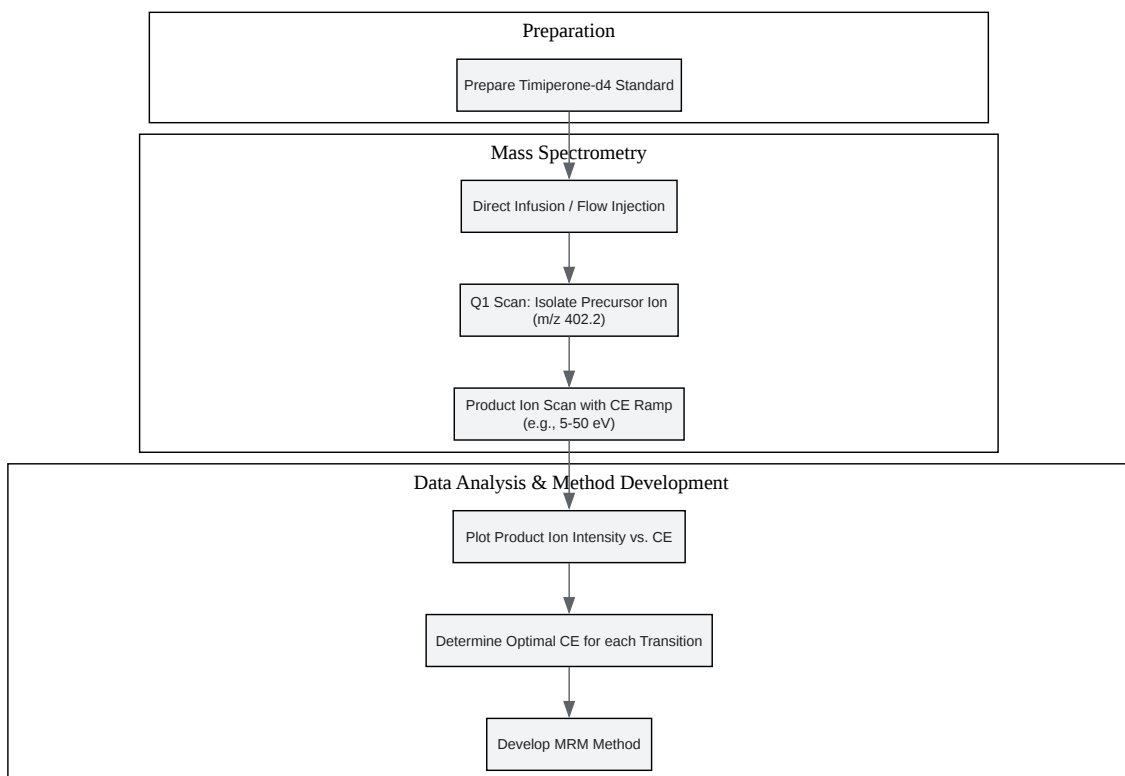 Preparation
Prepare Timiperone-d4 Standard
Mass Spectrometry
Direct Infusion / Flow Injection
Q1 Scan: Isolate Precursor Ion
(m/z 402.2)
Product Ion Scan with CE Ramp
(e.g., 5-50 eV)
Data Analysis & Method Development
Plot Product Ion Intensity vs. CE
Determine Optimal CE for each Transition
Develop MRM Method